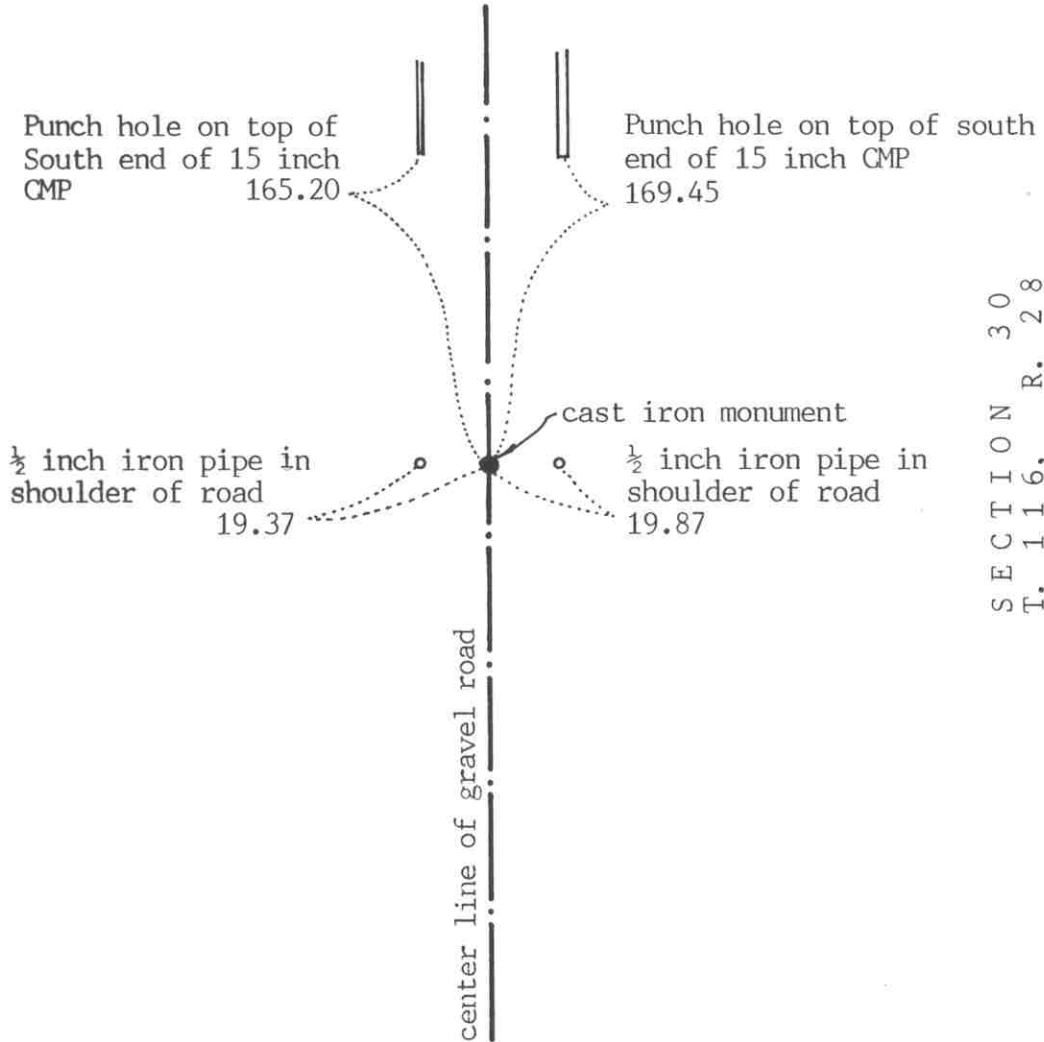 Punch hole on top of
South end of 15 inch
CMP 165.20
Punch hole on top of south
end of 15 inch CMP
169.45
cast iron monument
½ inch iron pipe in
shoulder of road
19.37
½ inch iron pipe in
shoulder of road
19.87
SECTION 30
T. 116, R. 28
center line of gravel road